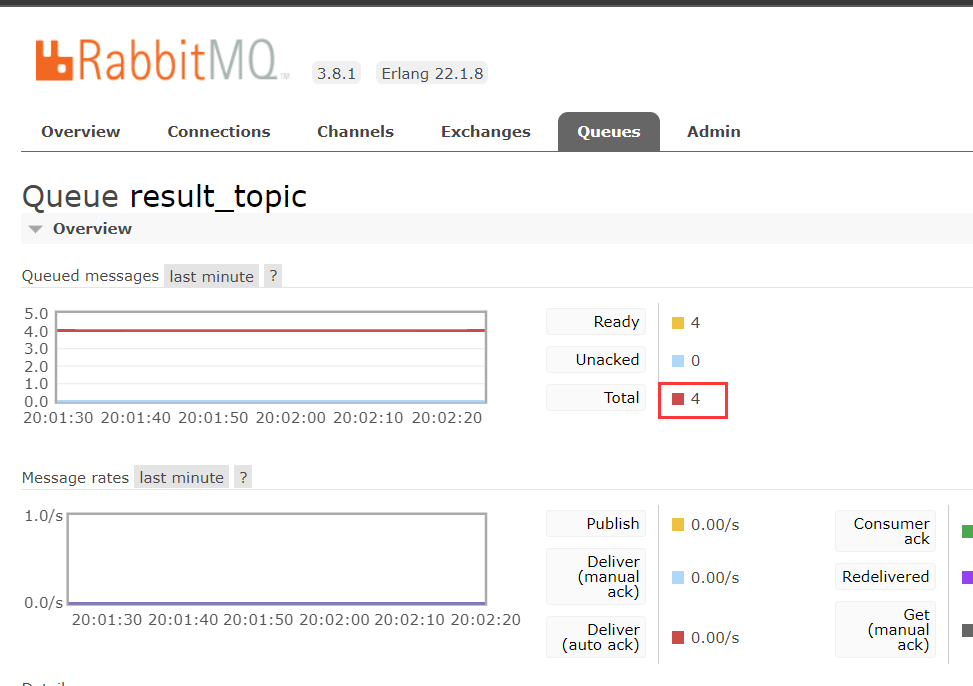 RabbitMQ TM 3.8.1 Erlang 22.1.8
Overview Connections Channels Exchanges Queues Admin
Queue result_topic
Overview
Queued messages last minute ?
5.0
4.0
3.0
2.0
1.0
0.0
20:01:30 20:01:40 20:01:50 20:02:00 20:02:10 20:02:20
Ready 4
Unacked 0
Total 4
Message rates last minute ?
1.0/s
0.0/s
20:01:30 20:01:40 20:01:50 20:02:00 20:02:10 20:02:20
Publish 0.00/s
Deliver
(manual
ack)
0.00/s
Deliver
(auto ack)
0.00/s
Consumer
ack
Redelivered
Get
(manual
ack)